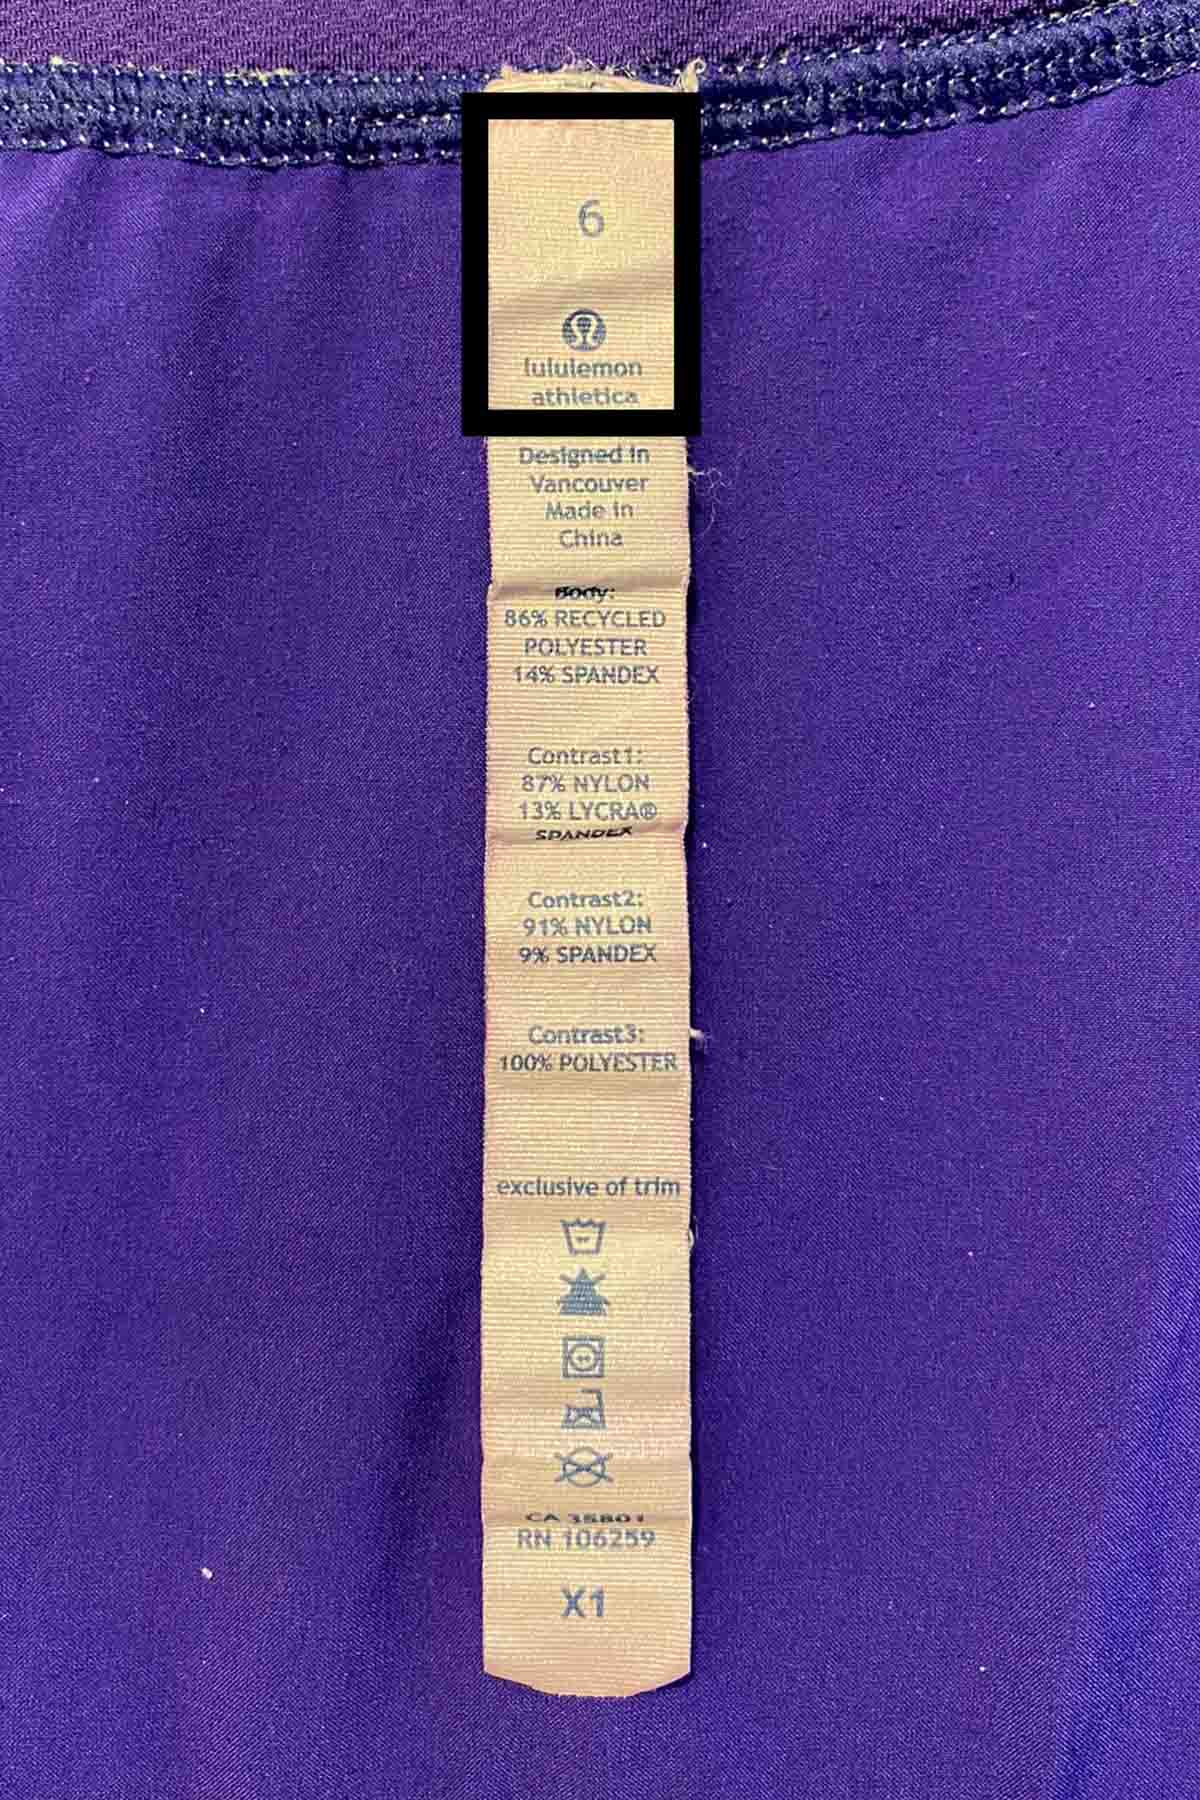 6
lululemon
athletica
Designed in
Vancouver
Made in
China
Body:
86% RECYCLED
POLYESTER
14% SPANDEX
Contrast1:
87% NYLON
13% LYCRA®
SPANDEX
Contrast2:
91% NYLON
9% SPANDEX
Contrast3:
100% POLYESTER
exclusive of trim
CA 35801
RN 106259
X1